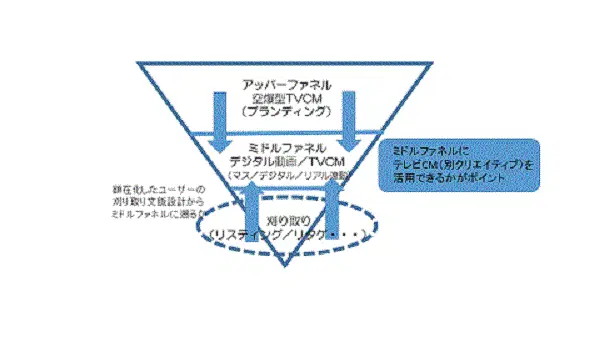 アッパーファネル
空爆型TVCM
(ブランディング)
ミドルファネル
デジタル動画/TVCM
(マス/デジタル/リアル連動)
ミドルファネルに
テレビCM(別クリエイティブ)を
活用できるかがポイント
顕在化したユーザーの
刈り取り文脈設計から
ミドルファネルに遡る
刈り取り
(リスティング/リタゲ・・・)